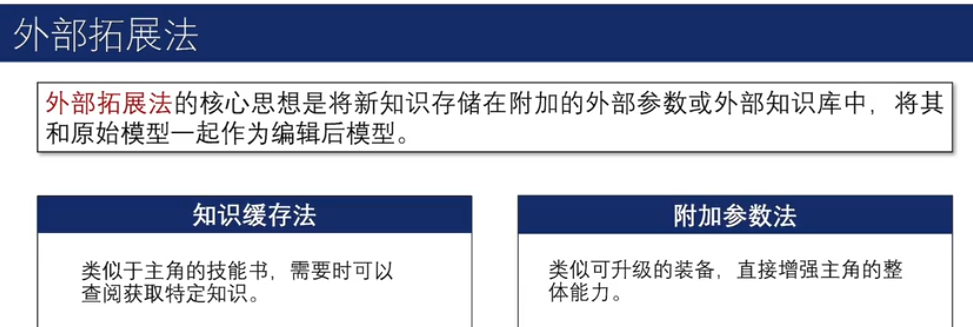 外部拓展法
外部拓展法的核心思想是将新知识存储在附加的外部参数或外部知识库中，将其
和原始模型一起作为编辑后模型。
知识缓存法
类似于主角的技能书，需要时可以
查阅获取特定知识。
附加参数法
类似可升级的装备，直接增强主角的整
体能力。